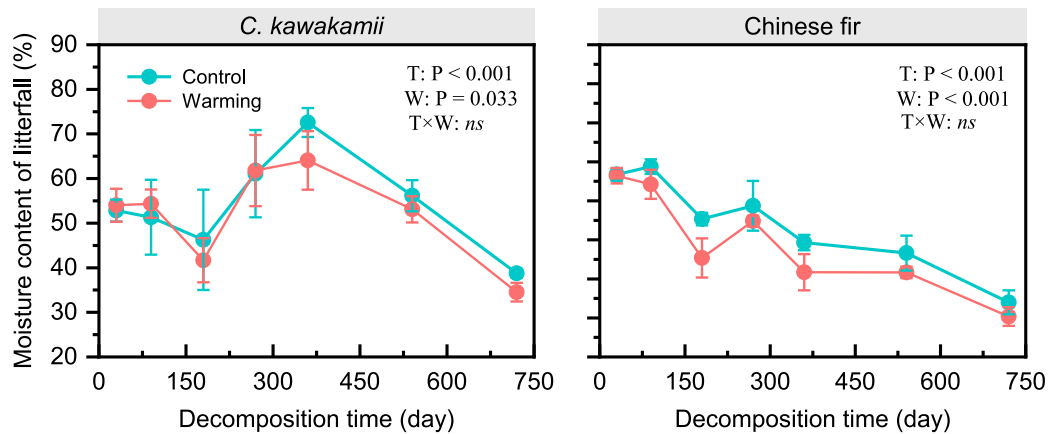 C. kawakamii
Chinese fir
Moisture content of litterfall (%)
90
80
70
60
50
40
30
20
Control
Warming
T: P < 0.001
W: P = 0.033
T×W: ns
T: P < 0.001
W: P < 0.001
T×W: ns
0 150 300 450 600 750
0 150 300 450 600 750
Decomposition time (day)
Decomposition time (day)